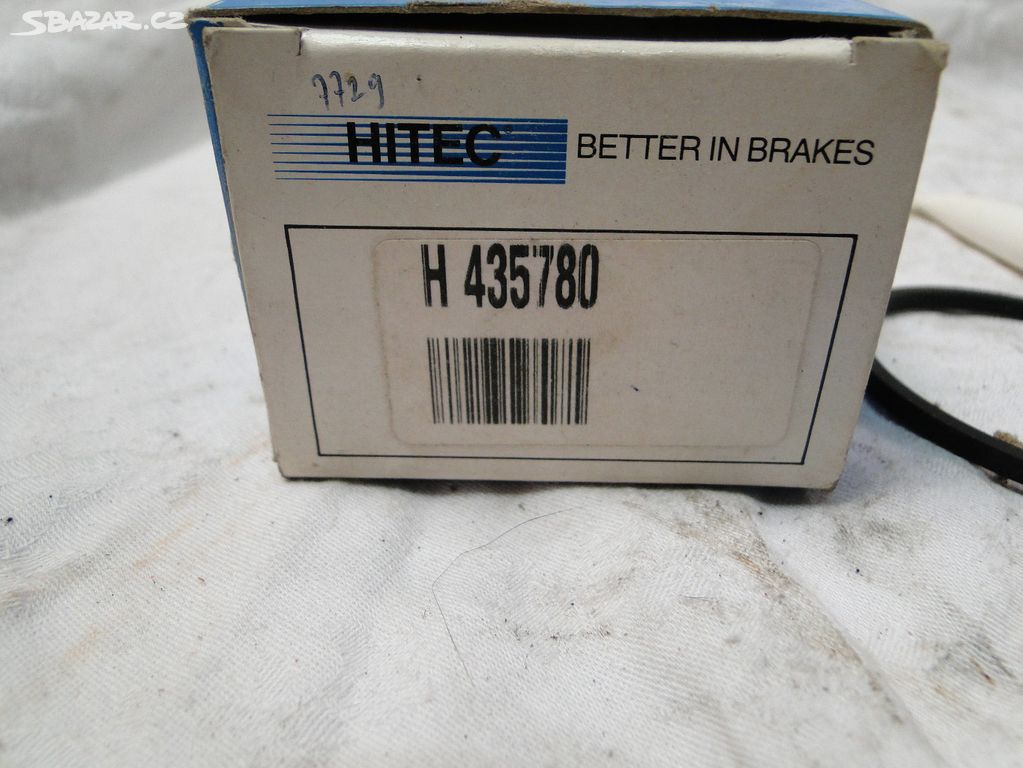 SBAZAR.CZ
7729
HITEC® BETTER IN BRAKES
H 435780